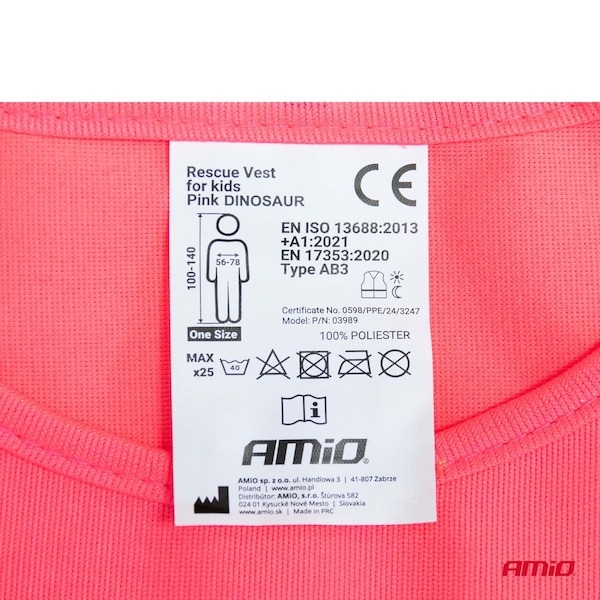 Rescue Vest
for kids
Pink DINOSAUR
CE
EN ISO 13688:2013
+A1:2021
EN 17353:2020
Type AB3
100-140
56-78
One Size
Certificate No. 0598/PPE/24/3247
Model: P/N: 03989
100% POLIESTER
MAX
x25
40
i
AMiO®
AMiO sp. z o.o. ul. Handlowa 3 | 41-807 Zabrze
Poland | www.amio.pl
Distribútor: AMiO, s.r.o. Štúrova 582
024 01 Kysucké Nové Mesto | Slovakia
www.amio.sk | Made in PRC
AMiO